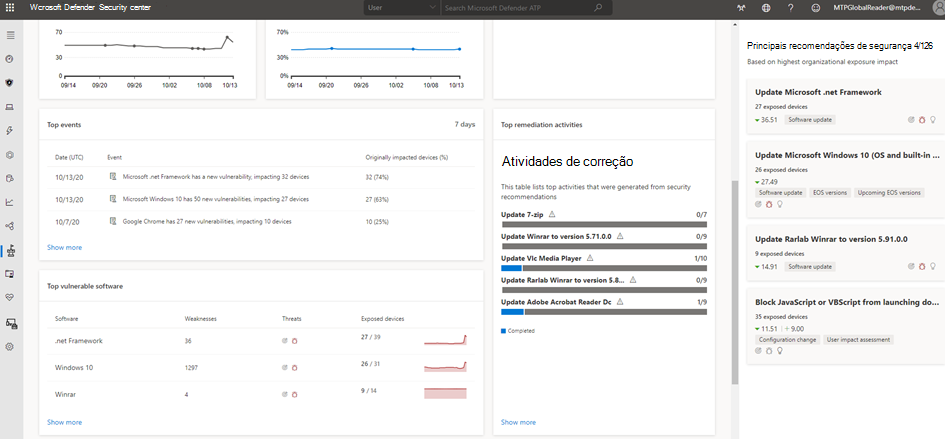 Wcrosoft Defender Security center
User
Search Microsoft Defender ATP
MTPGlobalReader@mtpde...
70
30
0
09/14 09/20 09/26 10/02 10/08 10/13
70%
30%
0%
09/14 09/20 09/26 10/02 10/08 10/13
Top events
7 days
Date (UTC) Event Originally impacted devices (%)
10/13/20 Microsoft .net Framework has a new vulnerability, impacting 32 devices 32 (74%)
10/13/20 Microsoft Windows 10 has 50 new vulnerabilities, impacting 27 devices 27 (63%)
10/7/20 Google Chrome has 27 new vulnerabilities, impacting 10 devices 10 (25%)
Show more
Top vulnerable software
Software Weaknesses Threats Exposed devices
.net Framework 36 27 / 39
Windows 10 1297 26 / 31
Winrar 4 9 / 14
Show more
Top remediation activities
Atividades de correção
This table lists top activities that were generated from security
recommendations
Update 7-zip 0/7
Update Winrar to version 5.71.0.0 0/9
Update Vlc Media Player 1/10
Update Rarlab Winrar to version 5.8... 0/9
Update Adobe Acrobat Reader Dc 1/9
Completed
Show more
Principais recomendações de segurança 4/126
Based on highest organizational exposure impact
Update Microsoft .net Framework
27 exposed devices
36.51 Software update
Update Microsoft Windows 10 (OS and built-in ...
26 exposed devices
27.49
Software update EOS versions Upcoming EOS versions
Update Rarlab Winrar to version 5.91.0.0
9 exposed devices
14.91 Software update
Block JavaScript or VBScript from launching do...
35 exposed devices
11.51 | + 9.00
Configuration change User impact assessment